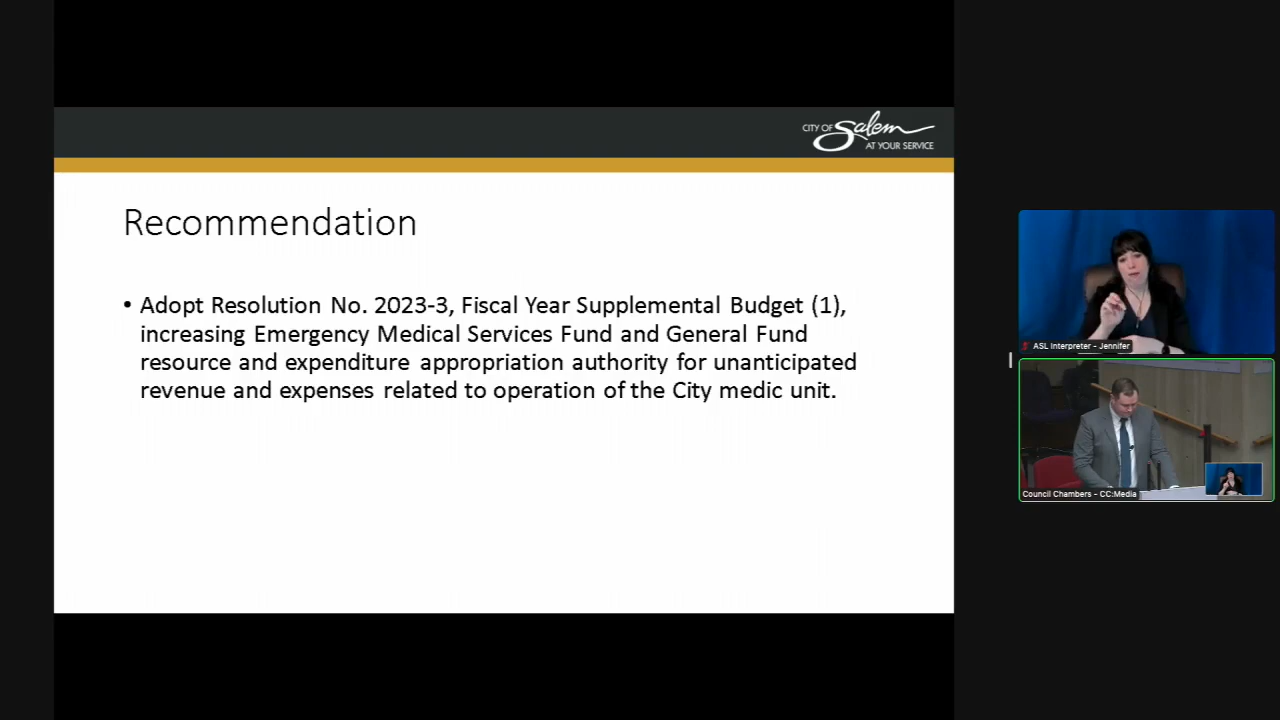 CITY OF Salem
AT YOUR SERVICE
Recommendation
• Adopt Resolution No. 2023-3, Fiscal Year Supplemental Budget (1),
increasing Emergency Medical Services Fund and General Fund
resource and expenditure appropriation authority for unanticipated
revenue and expenses related to operation of the City medic unit.
ASL Interpreter - Jennifer
Council Chambers - CC:Media